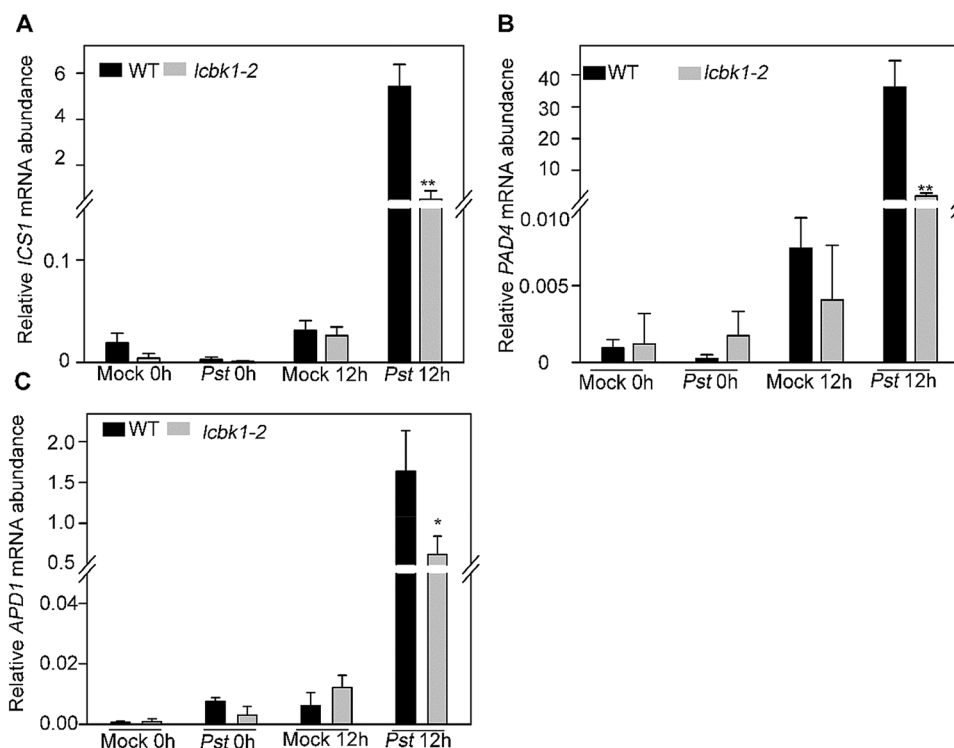 A
WT lcbk1-2
Relative ICS1 mRNA abundance
6
4
2
0.1
0
Mock 0h Pst 0h Mock 12h Pst 12h
**
B
WT lcbk1-2
Relative PAD4 mRNA abundacne
40
30
20
10
0.010
0.005
0
Mock 0h Pst 0h Mock 12h Pst 12h
**
C
WT lcbk1-2
Relative APD1 mRNA abundance
2.0
1.5
1.0
0.5
0.04
0.02
0.00
Mock 0h Pst 0h Mock 12h Pst 12h
*